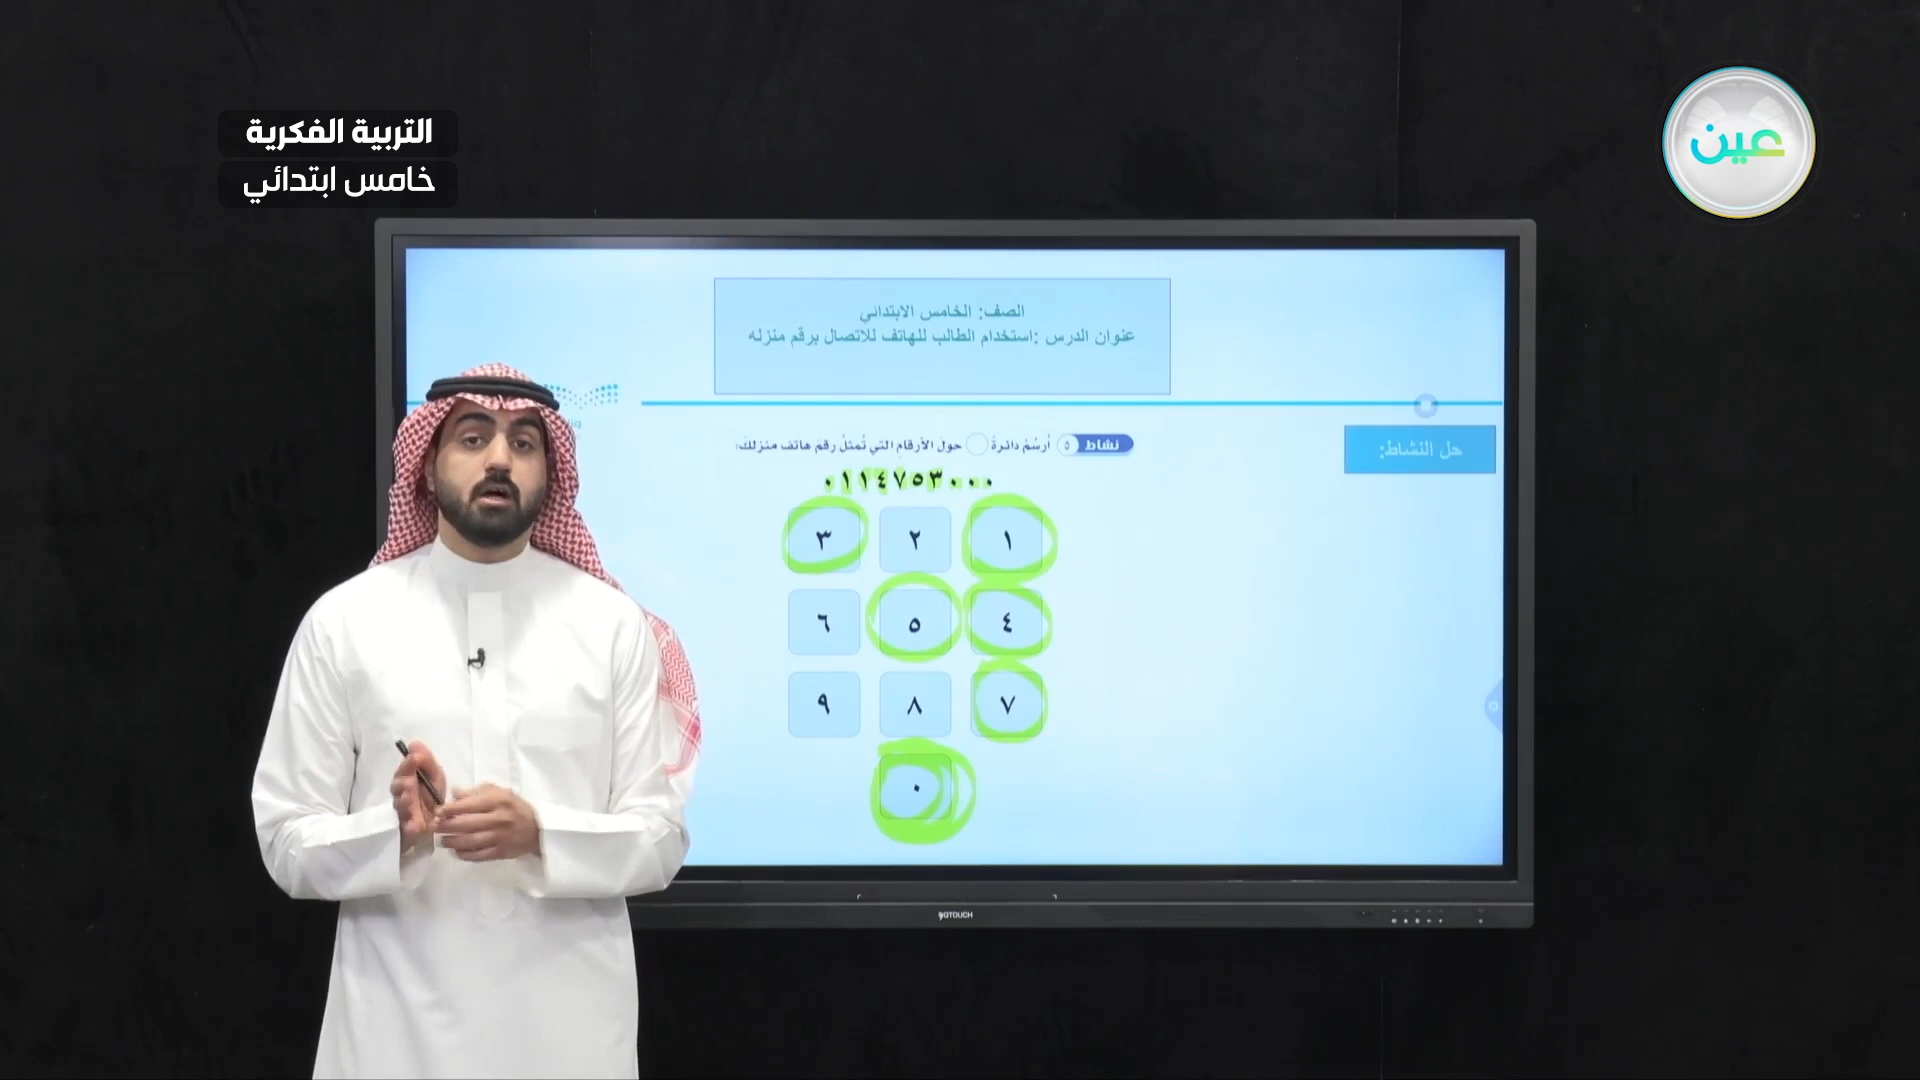 التربية الفكرية
خامس ابتدائي
عين
الصف: الخامس الابتدائي
عنوان الدرس :استخدام الطالب للهاتف للاتصال برقم منزله
حل النشاط:
نشاط ٥ أرسُمُ دائرةً حول الأرقامِ التي تُمثلُ رقمَ هاتف منزلكَ:
٠١١٤٧٥٣٠٠٠
١ ٢ ٣
٤ ٥ ٦
٧ ٨ ٩
٠